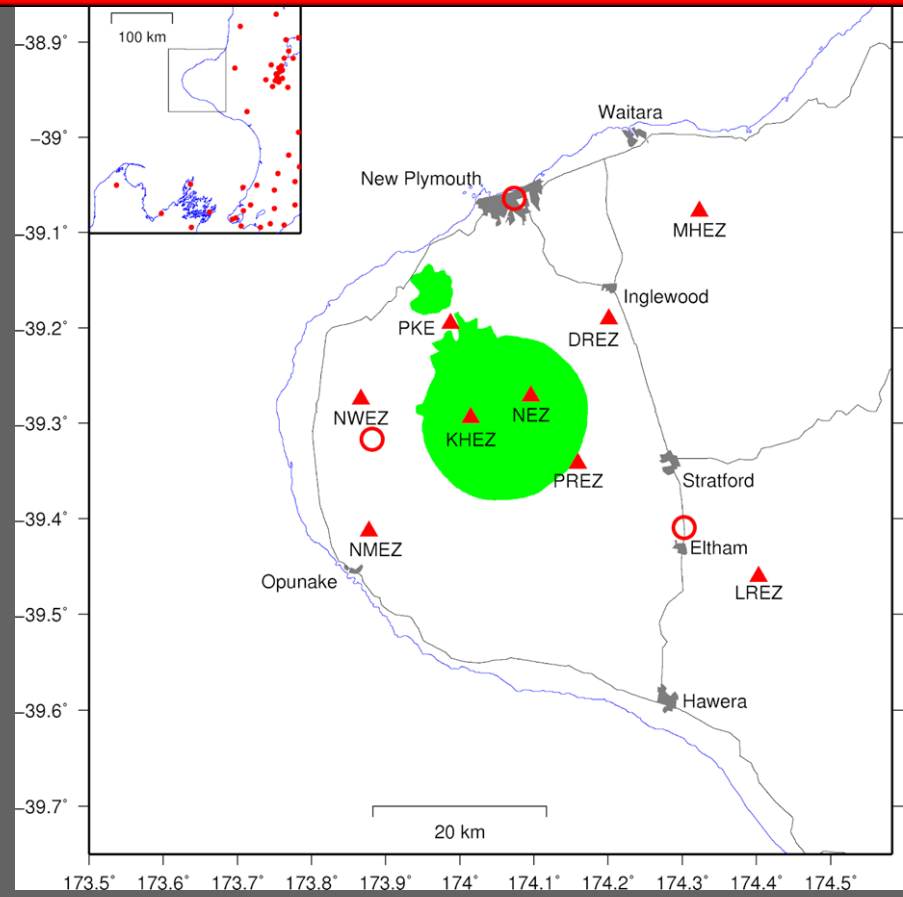 100 km
−38.9°
−39°
−39.1°
−39.2°
−39.3°
−39.4°
−39.5°
−39.6°
−39.7°
Waitara
New Plymouth
MHEZ
Inglewood
PKE
DREZ
NWEZ
NEZ
KHEZ
PREZ
Stratford
NMEZ
Eltham
Opunake
LREZ
Hawera
20 km
173.5 173.6° 173.7° 173.8° 173.9° 174° 174.1° 174.2° 174.3° 174.4° 174.5°